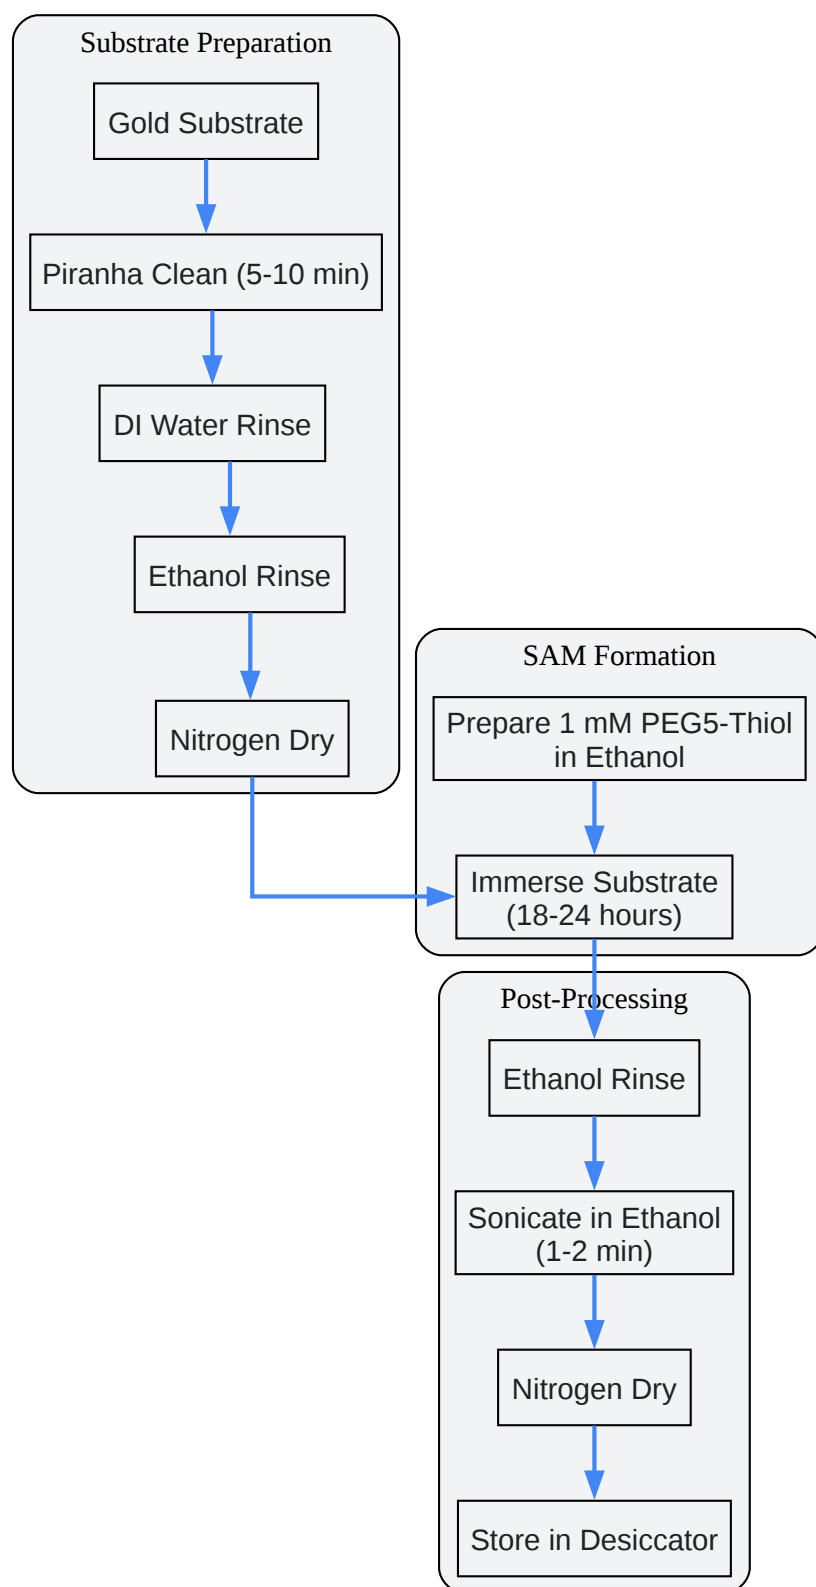 Substrate Preparation
Gold Substrate
Piranha Clean (5-10 min)
DI Water Rinse
Ethanol Rinse
Nitrogen Dry
SAM Formation
Prepare 1 mM PEG5-Thiol
in Ethanol
Immerse Substrate
(18-24 hours)
Post-Processing
Ethanol Rinse
Sonicate in Ethanol
(1-2 min)
Nitrogen Dry
Store in Desiccator